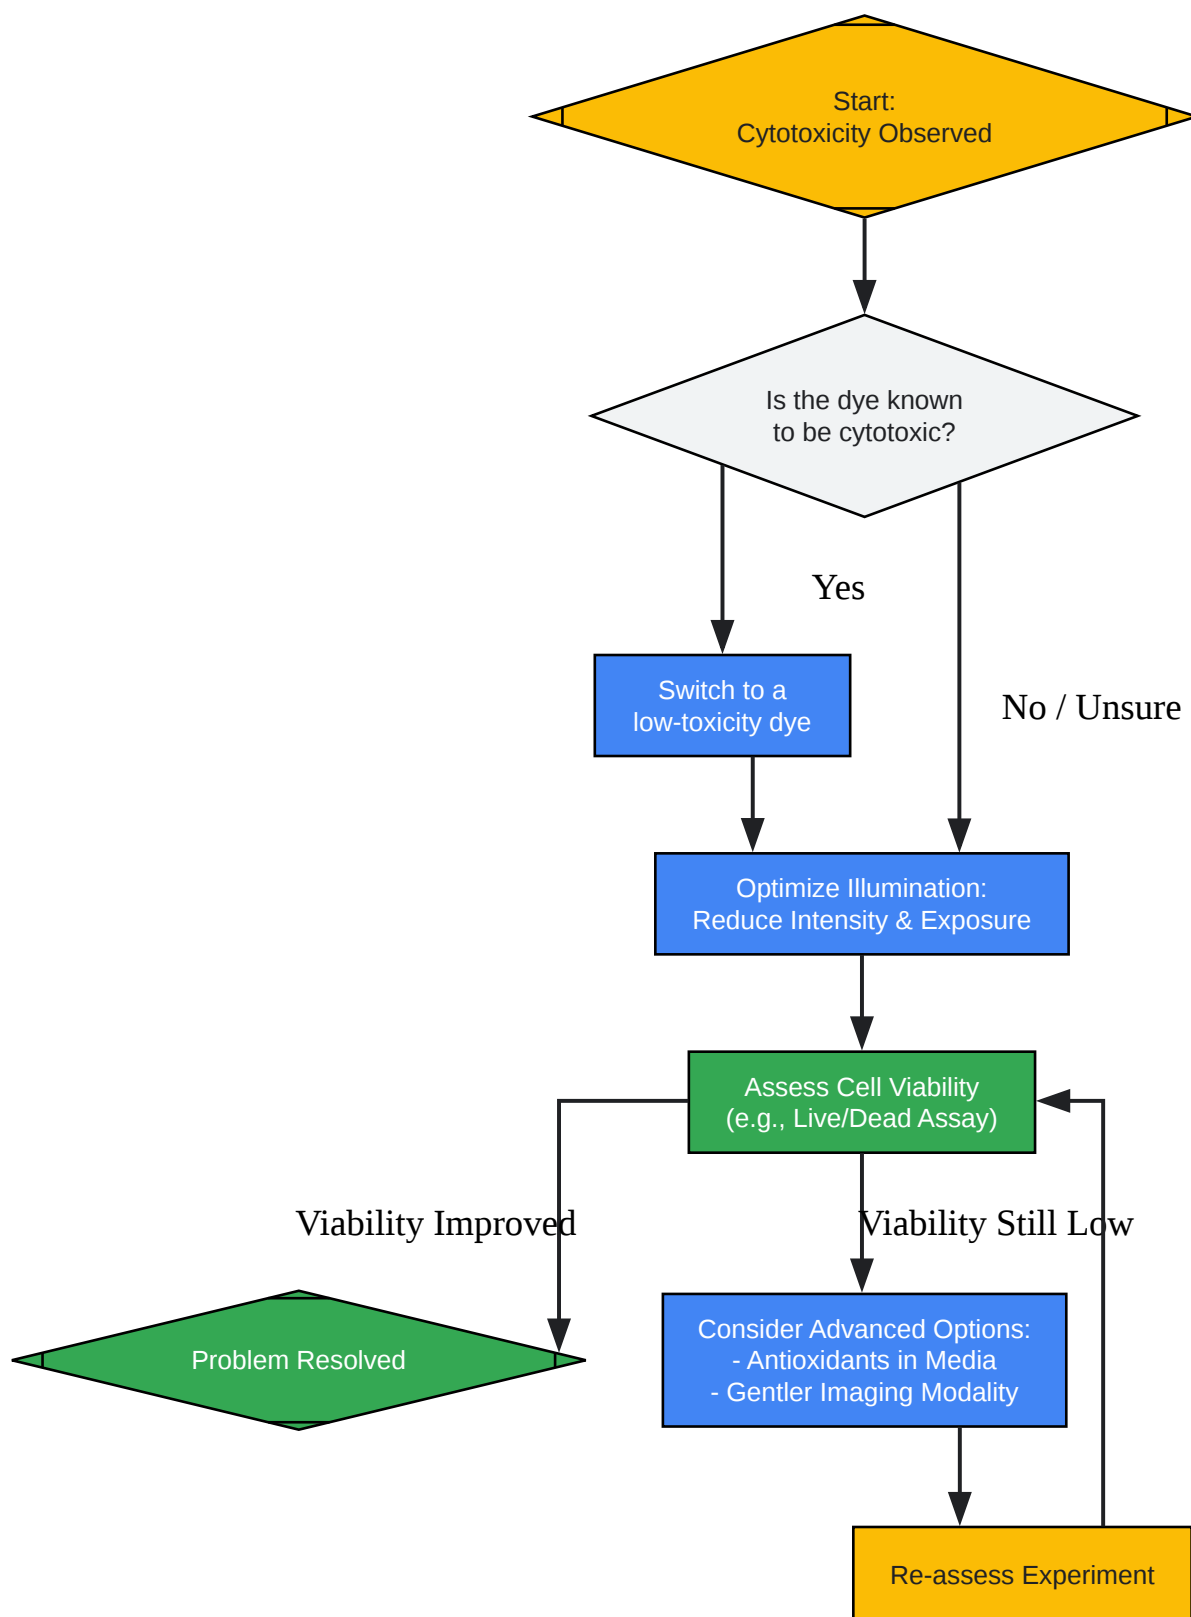 Start:
Cytotoxicity Observed
Is the dye known
to be cytotoxic?
Yes
Switch to a
low-toxicity dye
No / Unsure
Optimize Illumination:
Reduce Intensity & Exposure
Assess Cell Viability
(e.g., Live/Dead Assay)
Viability Improved
Viability Still Low
Problem Resolved
Consider Advanced Options:
- Antioxidants in Media
- Gentler Imaging Modality
Re-assess Experiment